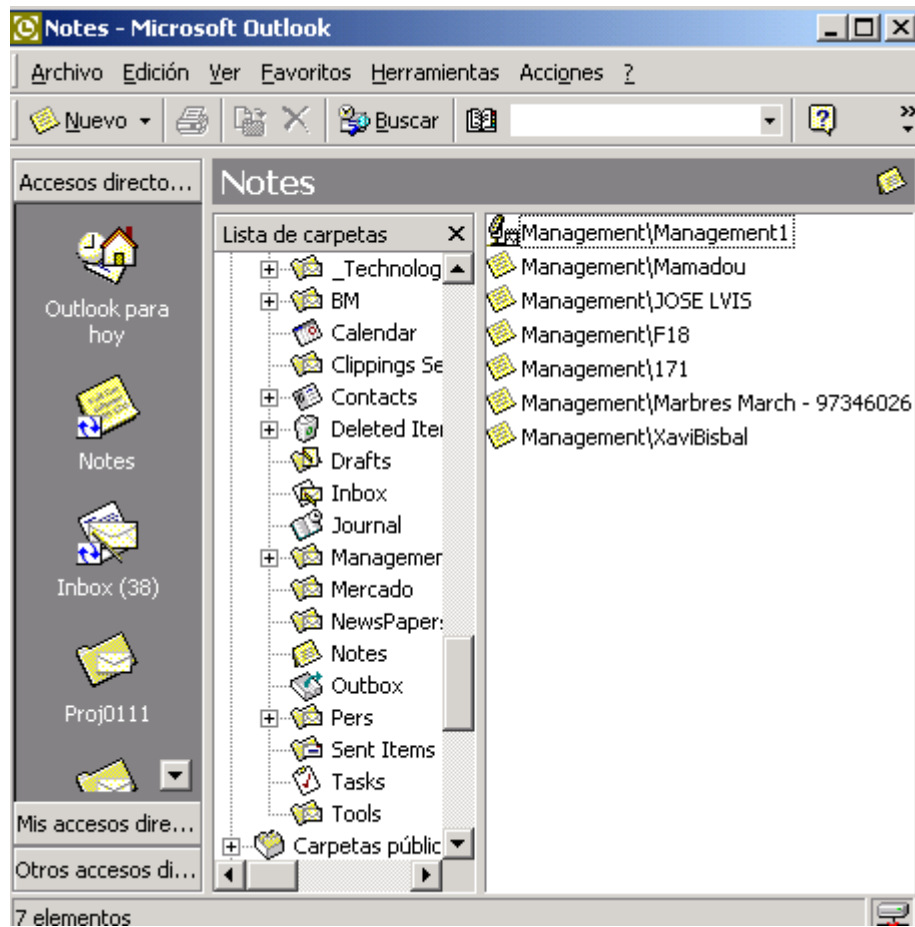 Notes - Microsoft Outlook
Archivo Edición Ver Favoritos Herramientas Acciones ?
Nuevo Buscar
Accesos directo...
Notes
Outlook para
hoy
Notes
Inbox (38)
Proj0111
Mis accesos dire...
Otros accesos di...
Lista de carpetas
_Technolog
BM
Calendar
Clippings Se
Contacts
Deleted Iter
Drafts
Inbox
Journal
Managemer
Mercado
NewsPaper
Notes
Outbox
Pers
Sent Items
Tasks
Tools
Carpetas públic
Management\Management1
Management\Mamadou
Management\JOSE LVIS
Management\F18
Management\171
Management\Marbres March - 97346026
Management\XaviBisbal
7 elementos